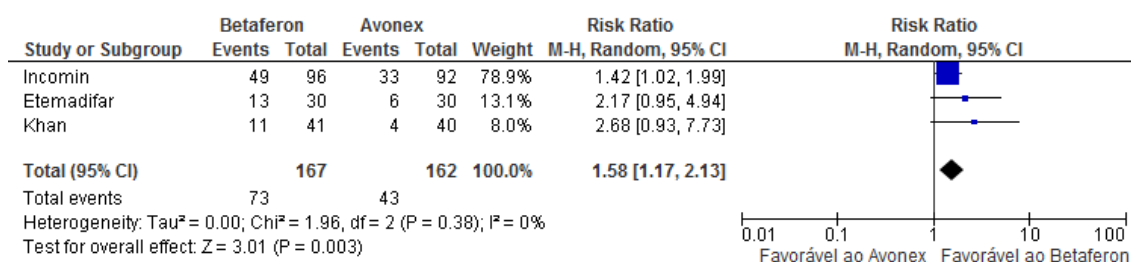 Betaferon Avonex Risk Ratio Risk Ratio
Study or Subgroup Events Total Events Total Weight M-H, Random, 95% CI M-H, Random, 95% CI
Incomin 49 96 33 92 78.9% 1.42 [1.02, 1.99]
Etemadifar 13 30 6 30 13.1% 2.17 [0.95, 4.94]
Khan 11 41 4 40 8.0% 2.68 [0.93, 7.73]
Total (95% CI) 167 162 100.0% 1.58 [1.17, 2.13]
Total events 73 43
Heterogeneity: Tau² = 0.00; Chi² = 1.96, df = 2 (P = 0.38); I² = 0%
Test for overall effect: Z = 3.01 (P = 0.003)
0.01 0.1 1 10 100
Favorável ao Avonex Favorável ao Betaferon